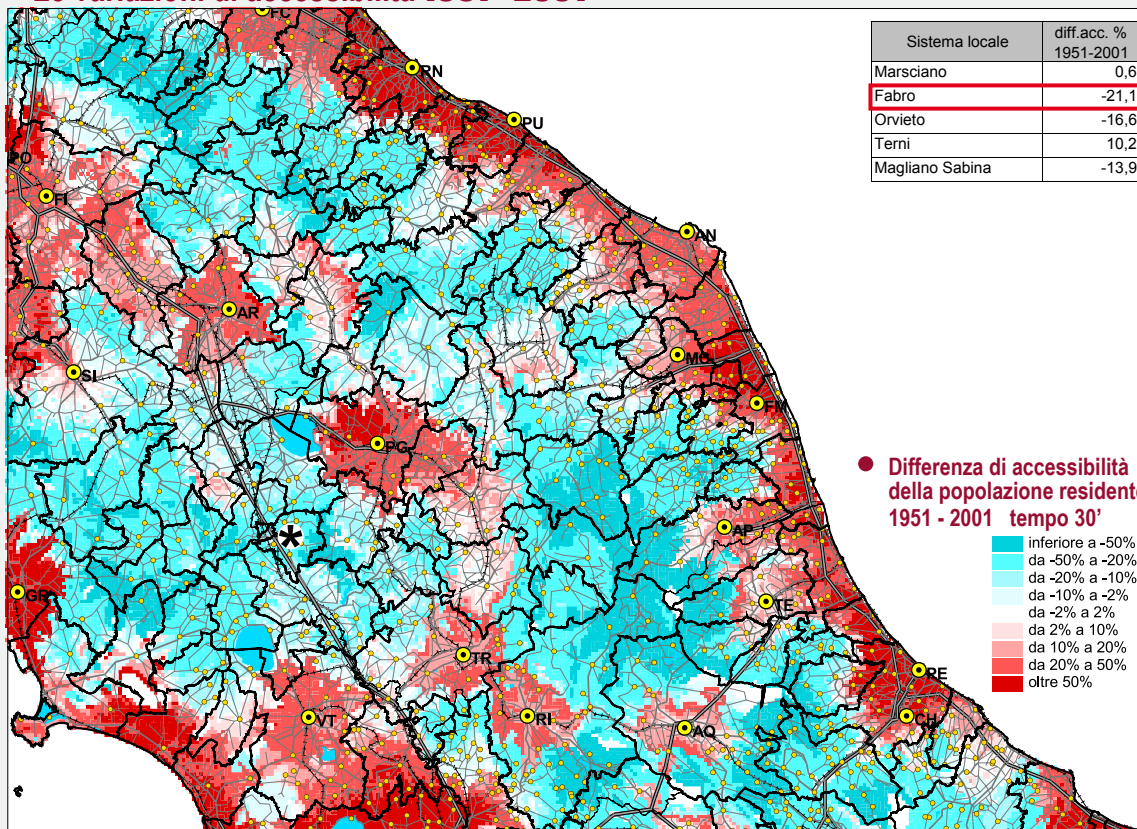 Sistema locale diff.acc. % 1951-2001
Marsciano 0,6
Fabro -21,1
Orvieto -16,6
Terni 10,2
Magliano Sabina -13,9
FC
RN
PU
FI
AN
AR
MC
SI
FM
PG
AP
*
GR
TE
TR
PE
VT
RI
AQ
CH
Differenza di accessibilità
della popolazione residente
1951 - 2001 tempo 30'
inferiore a -50%
da -50% a -20%
da -20% a -10%
da -10% a -2%
da -2% a 2%
da 2% a 10%
da 10% a 20%
da 20% a 50%
oltre 50%